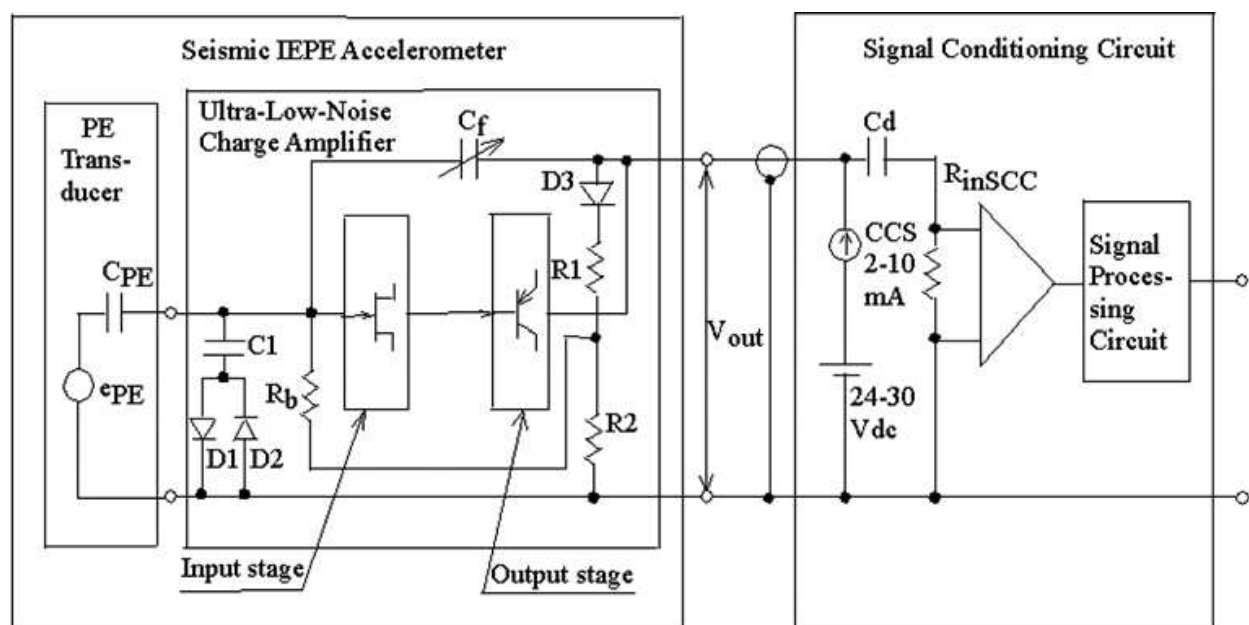 Seismic IEPE Accelerometer
Signal Conditioning Circuit
PE
Trans-
ducer
Ultra-Low-Noise
Charge Amplifier
Cf
D3
R1
R2
CPE
ePE
C1
D1
D2
Rb
Input stage
Output stage
Vout
Cd
RinSCC
CCS
2-10
mA
24-30
Vdc
Signal
Proces-
sing
Circuit